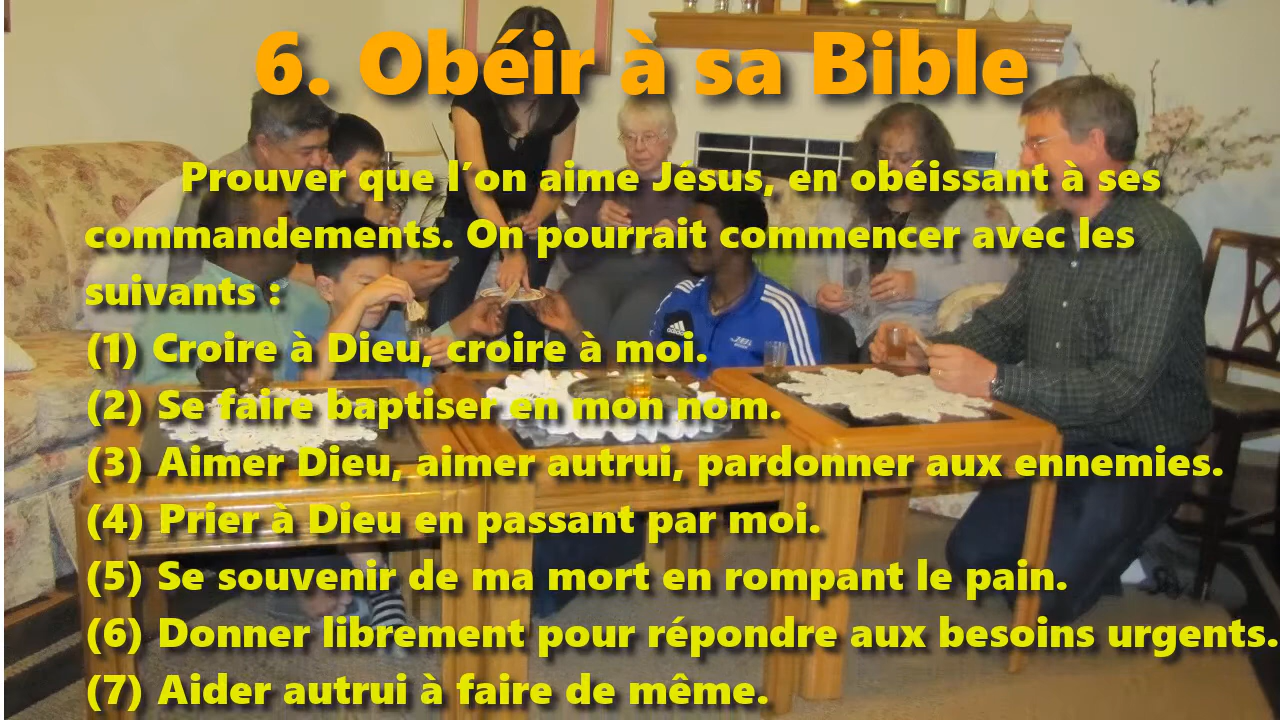 6. Obéir à sa Bible
Prouver que l’on aime Jésus, en obéissant à ses
commandements. On pourrait commencer avec les
suivants :
(1) Croire à Dieu, croire à moi.
(2) Se faire baptiser en mon nom.
(3) Aimer Dieu, aimer autrui, pardonner aux ennemies.
(4) Prier à Dieu en passant par moi.
(5) Se souvenir de ma mort en rompant le pain.
(6) Donner librement pour répondre aux besoins urgents.
(7) Aider autrui à faire de même.
adidas